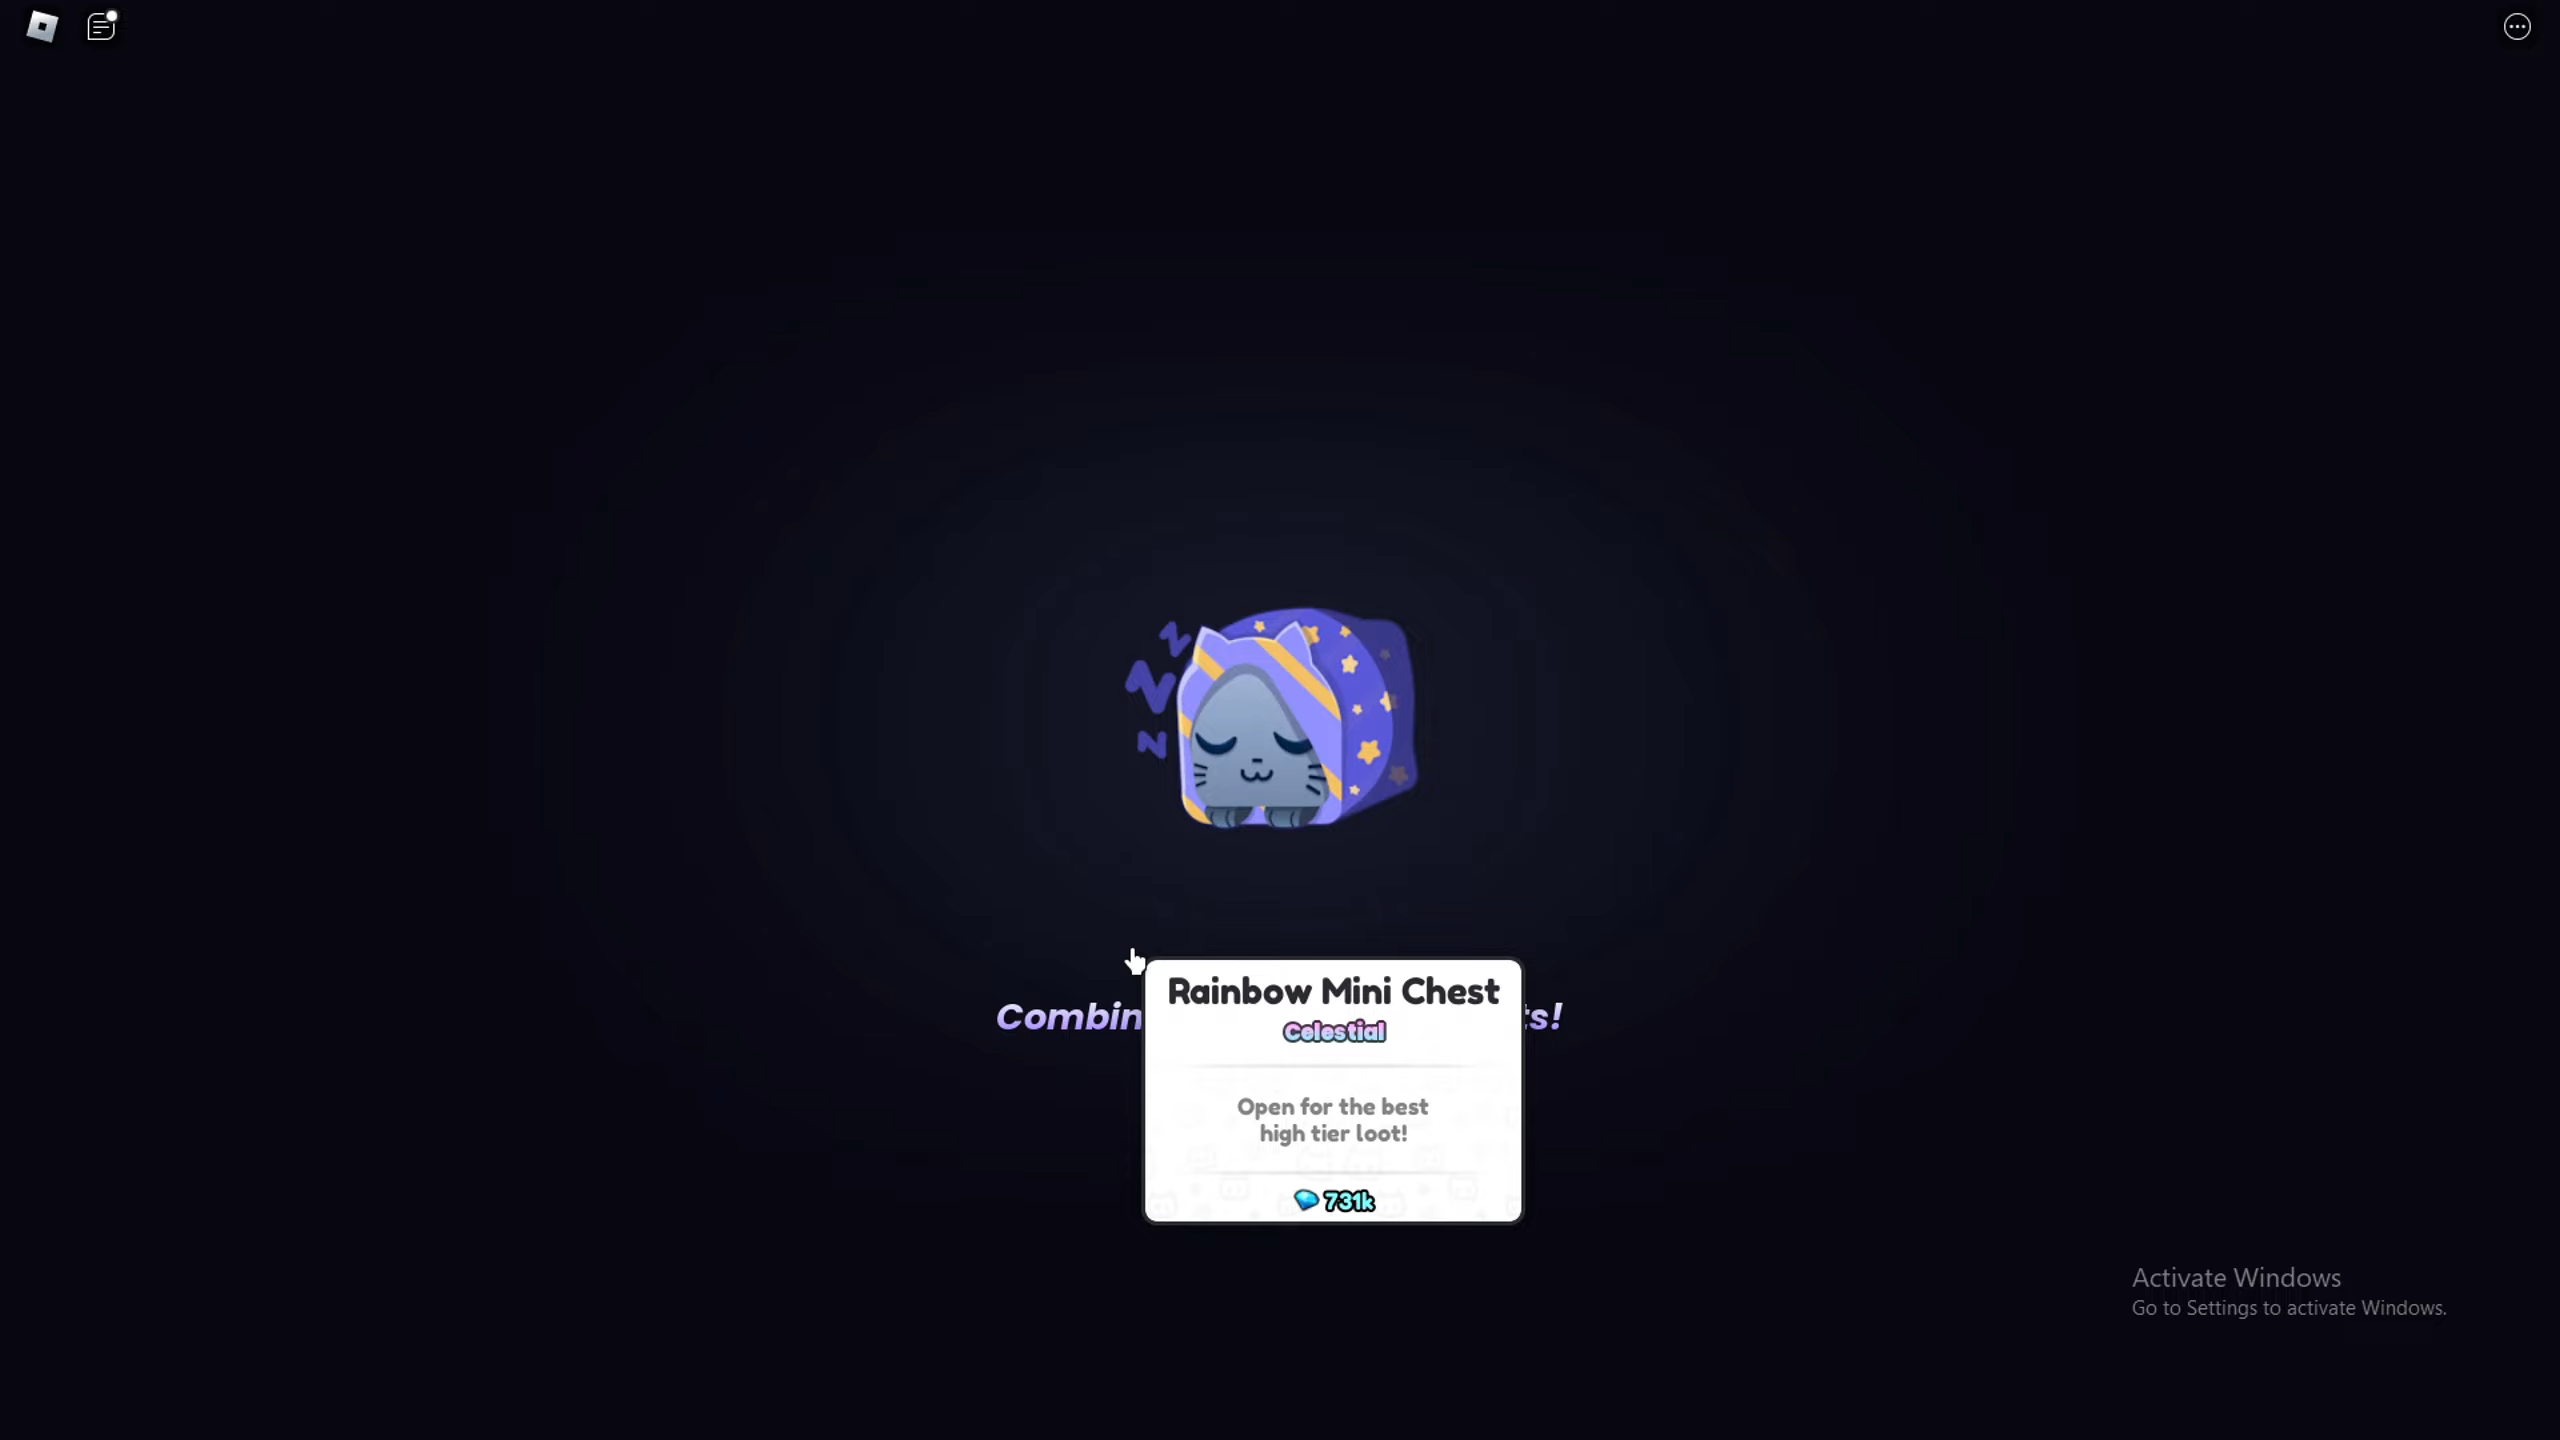 Rainbow Mini Chest
Celestial
Open for the best
high tier loot!
731k
Activate Windows
Go to Settings to activate Windows.